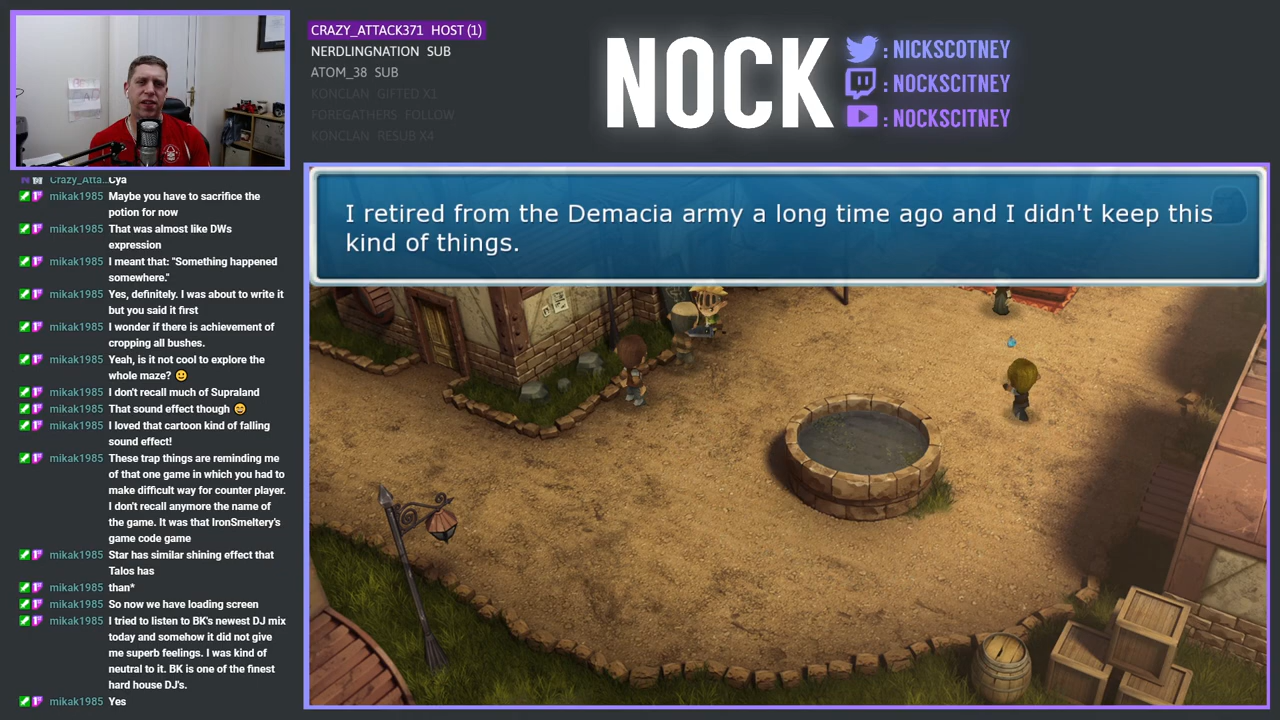 CRAZY_ATTACK371 HOST (1)
NERDLINGNATION SUB
ATOM_38 SUB
KONCLAN GIFTED X1
FOREGATHERS FOLLOW
KONCLAN RESUB X4
NOCK
: NICKSCOTNEY
: NOCKSCITNEY
: NOCKSCITNEY
Crazy_Atta... Cya
mikak1985 Maybe you have to sacrifice the
potion for now
mikak1985 That was almost like DWs
expression
mikak1985 I meant that: "Something happened
somewhere."
mikak1985 Yes, definitely. I was about to write it
but you said it first
mikak1985 I wonder if there is achievement of
cropping all bushes.
mikak1985 Yeah, is it not cool to explore the
whole maze? 🙂
mikak1985 I don't recall much of Supraland
mikak1985 That sound effect though 😀
mikak1985 I loved that cartoon kind of falling
sound effect!
mikak1985 These trap things are reminding me
of that one game in which you had to
make difficult way for counter player.
I don't recall anymore the name of
the game. It was that IronSmeltery's
game code game
mikak1985 Star has similar shining effect that
Talos has
mikak1985 than*
mikak1985 So now we have loading screen
mikak1985 I tried to listen to BK's newest DJ mix
today and somehow it did not give
me superb feelings. I was kind of
neutral to it. BK is one of the finest
hard house DJ's.
mikak1985 Yes
I retired from the Demacia army a long time ago and I didn't keep this
kind of things.